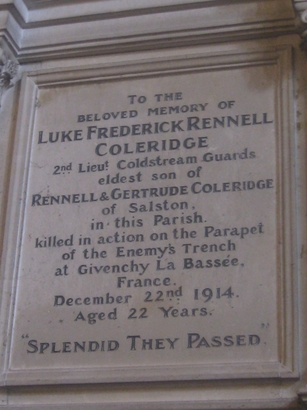 TO THE
BELOVED MEMORY OF
LUKE FREDERICK RENNELL
COLERIDGE
2nd Lieut Coldstream Guards
eldest son of
RENNELL & GERTRUDE COLERIDGE
of Salston,
in this Parish.
killed in action on the Parapet
of the Enemy's Trench
at Givenchy La Bassée,
France.
December 22nd 1914.
Aged 22 Years.
"SPLENDID THEY PASSED."